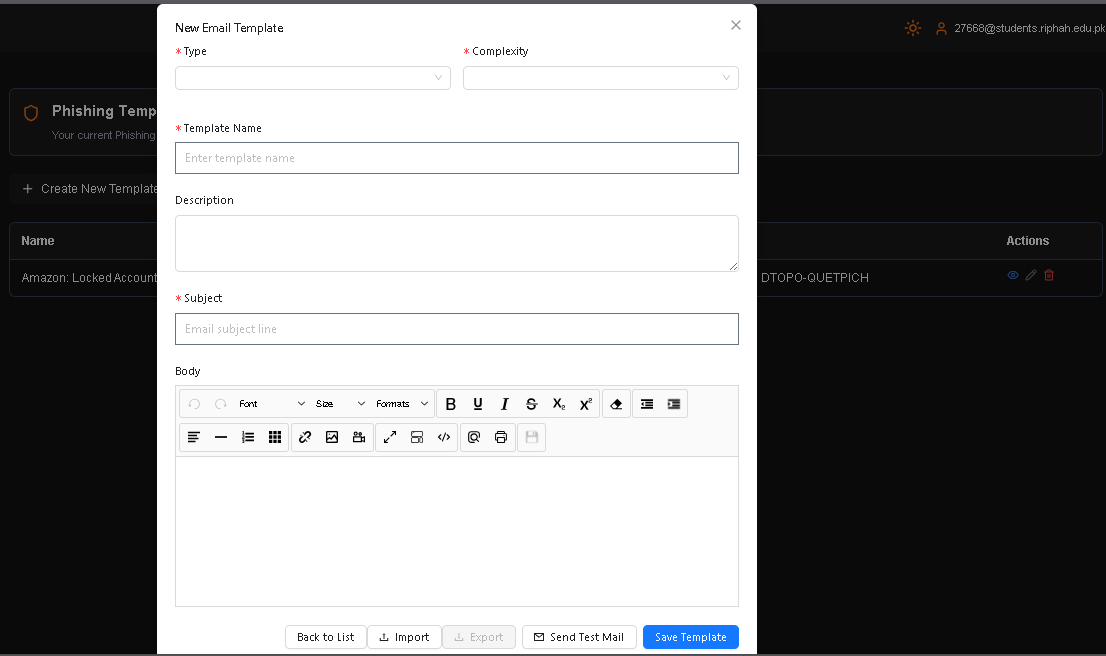 New Email Template
27668@students.riphah.edu.pk
* Type
* Complexity
Phishing Temp
Your current Phishing
* Template Name
Enter template name
Create New Template
Description
Name
Actions
Amazon: Locked Account
DTOPO-QUETPICH
* Subject
Email subject line
Body
Font Size Formats B U I S X₂ X²
Back to List Import Export Send Test Mail Save Template